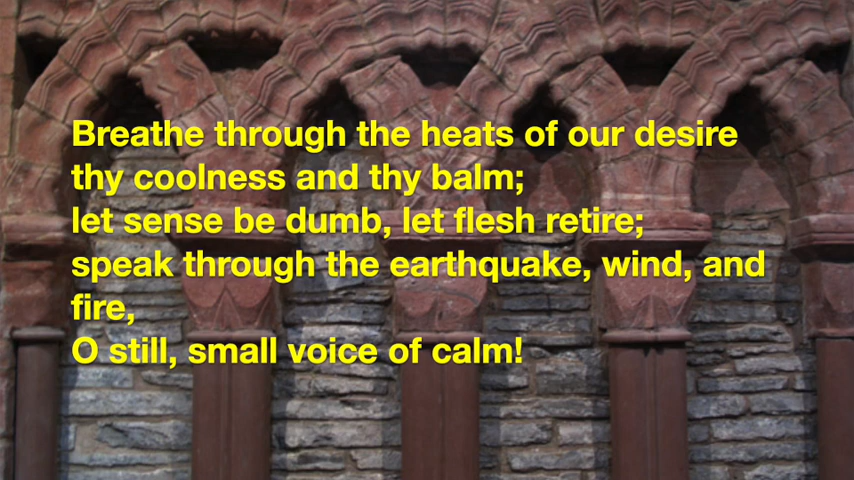 Breathe through the heats of our desire
thy coolness and thy balm;
let sense be dumb, let flesh retire;
speak through the earthquake, wind, and
fire,
O still, small voice of calm!